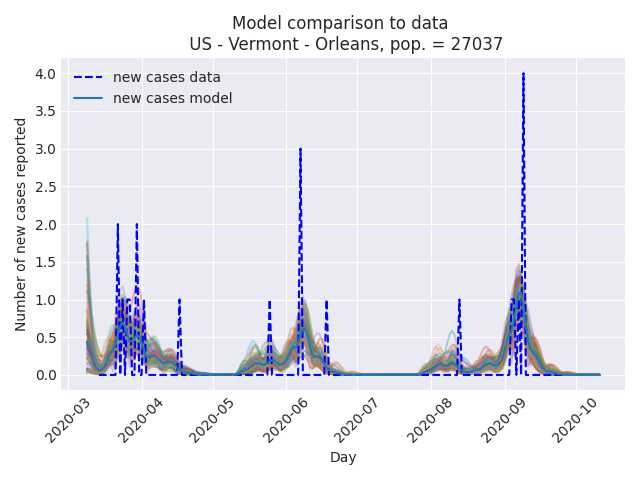 Model comparison to data
US - Vermont - Orleans, pop. = 27037
new cases data
new cases model
Number of new cases reported
4.0
3.5
3.0
2.5
2.0
1.5
1.0
0.5
0.0
2020-03
2020-04
2020-05
2020-06
2020-07
2020-08
2020-09
2020-10
Day